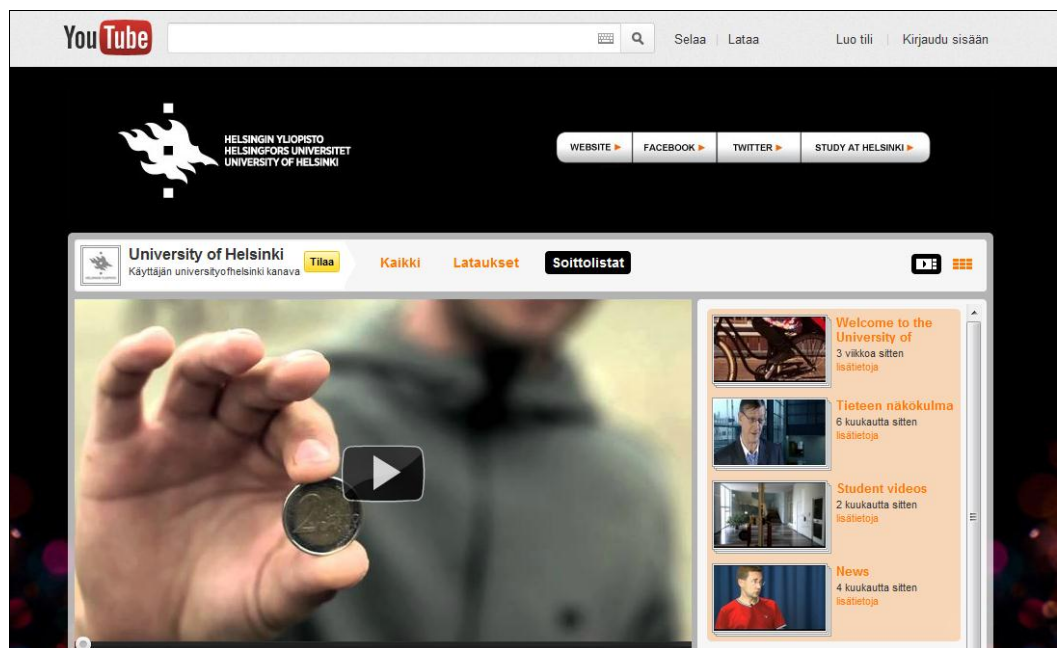 YouTube
Selaa
Lataa
Luo tili
Kirjaudu sisään
HELSINGIN YLIOPISTO
HELSINGFORS UNIVERSITET
UNIVERSITY OF HELSINKI
WEBSITE
FACEBOOK
TWITTER
STUDY AT HELSINKI
University of Helsinki
Käyttäjän universityofhelsinki kanava
Tilaa
Kaikki
Lataukset
Soittolistat
Welcome to the
University of
3 viikkoa sitten
lisätietoja
Tieteen näkökulma
6 kuukautta sitten
lisätietoja
Student videos
2 kuukautta sitten
lisätietoja
News
4 kuukautta sitten
lisätietoja
2